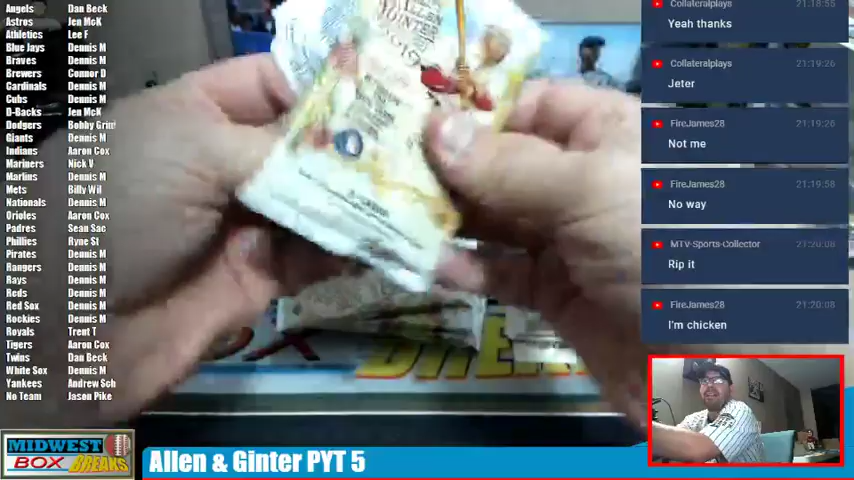 Angels Dan Beck
Astros Jen McK
Athletics Lee F
Blue Jays Dennis M
Braves Dennis M
Brewers Connor D
Cardinals Dennis M
Cubs Dennis M
D-Backs Jen McK
Dodgers Bobby Grim
Giants Dennis M
Indians Aaron Cox
Mariners Nick V
Marlins Dennis M
Mets Billy Wil
Nationals Dennis M
Orioles Aaron Cox
Padres Sean Sac
Phillies Ryne St
Pirates Dennis M
Rangers Dennis M
Rays Dennis M
Reds Dennis M
Red Sox Dennis M
Rockies Dennis M
Royals Trent T
Tigers Aaron Cox
Twins Dan Beck
White Sox Dennis M
Yankees Andrew Sch
No Team Jason Pike
MIDWEST
BOX BREAKS
Allen & Ginter PYT 5
BOX
Collateralplays 21:18:55
Yeah thanks
Collateralplays 21:19:26
Jeter
FireJames28 21:19:26
Not me
FireJames28 21:19:58
No way
MTV-Sports-Collector 21:20:08
Rip it
FireJames28 21:20:08
I'm chicken